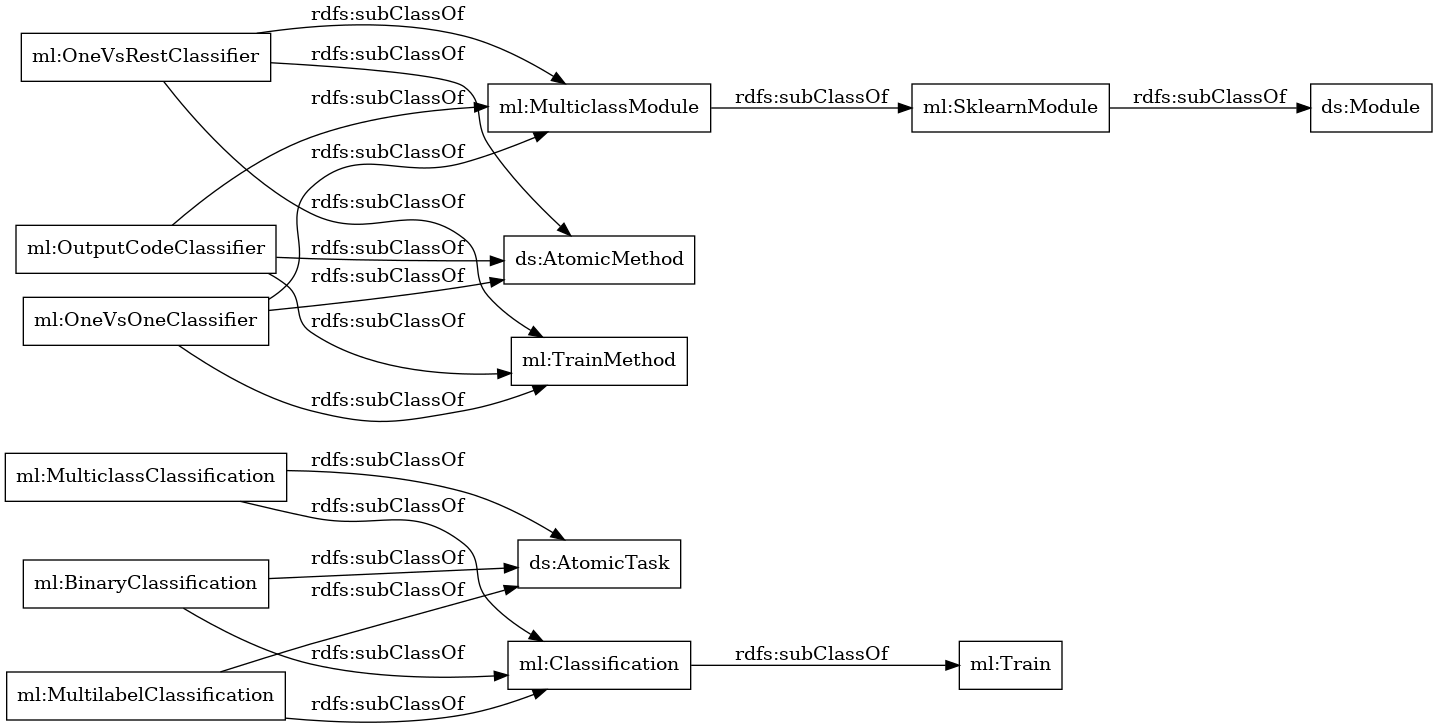 rdfs:subClassOf
ml:OneVsRestClassifier
rdfs:subClassOf
rdfs:subClassOf
ml:MulticlassModule
rdfs:subClassOf
ml:SklearnModule
rdfs:subClassOf
ds:Module
rdfs:subClassOf
rdfs:subClassOf
ml:OutputCodeClassifier
rdfs:subClassOf
ds:AtomicMethod
rdfs:subClassOf
ml:OneVsOneClassifier
rdfs:subClassOf
ml:TrainMethod
rdfs:subClassOf
rdfs:subClassOf
ml:MulticlassClassification
rdfs:subClassOf
rdfs:subClassOf
ds:AtomicTask
ml:BinaryClassification
rdfs:subClassOf
rdfs:subClassOf
ml:Classification
rdfs:subClassOf
ml:Train
ml:MultilabelClassification
rdfs:subClassOf